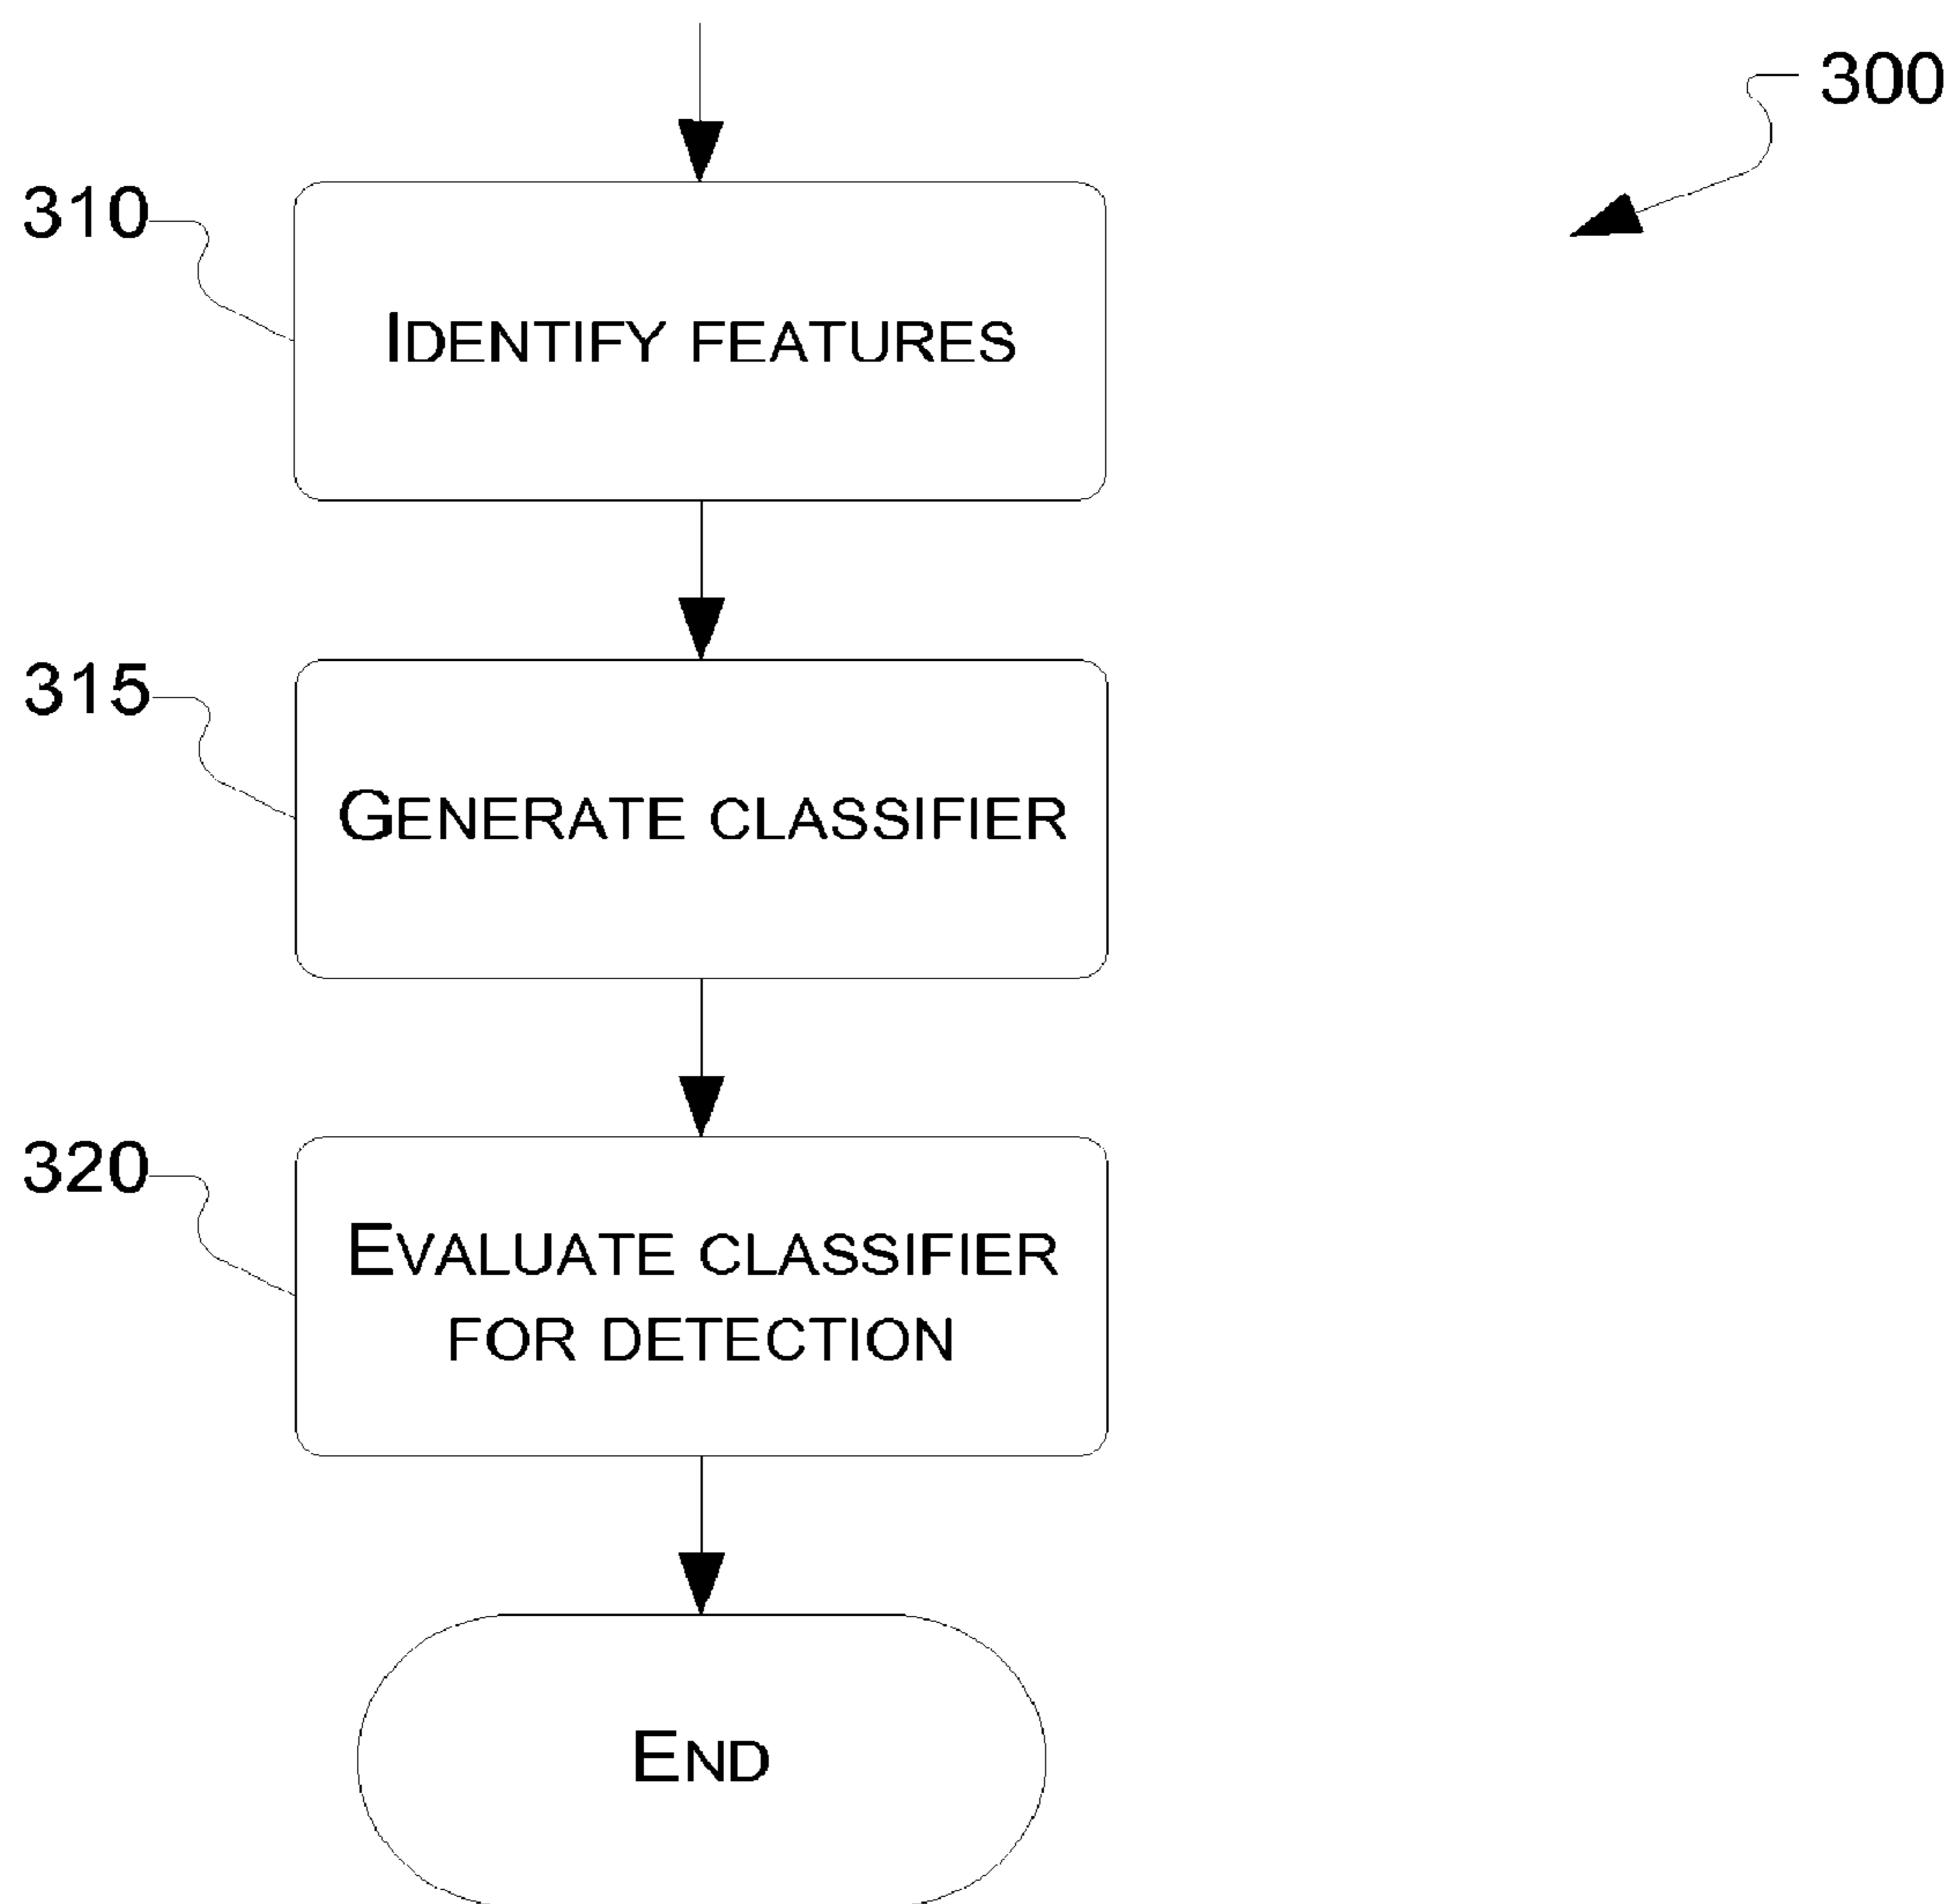 300
310
IDENTIFY FEATURES
315
GENERATE CLASSIFIER
320
EVALUATE CLASSIFIER
FOR DETECTION
END